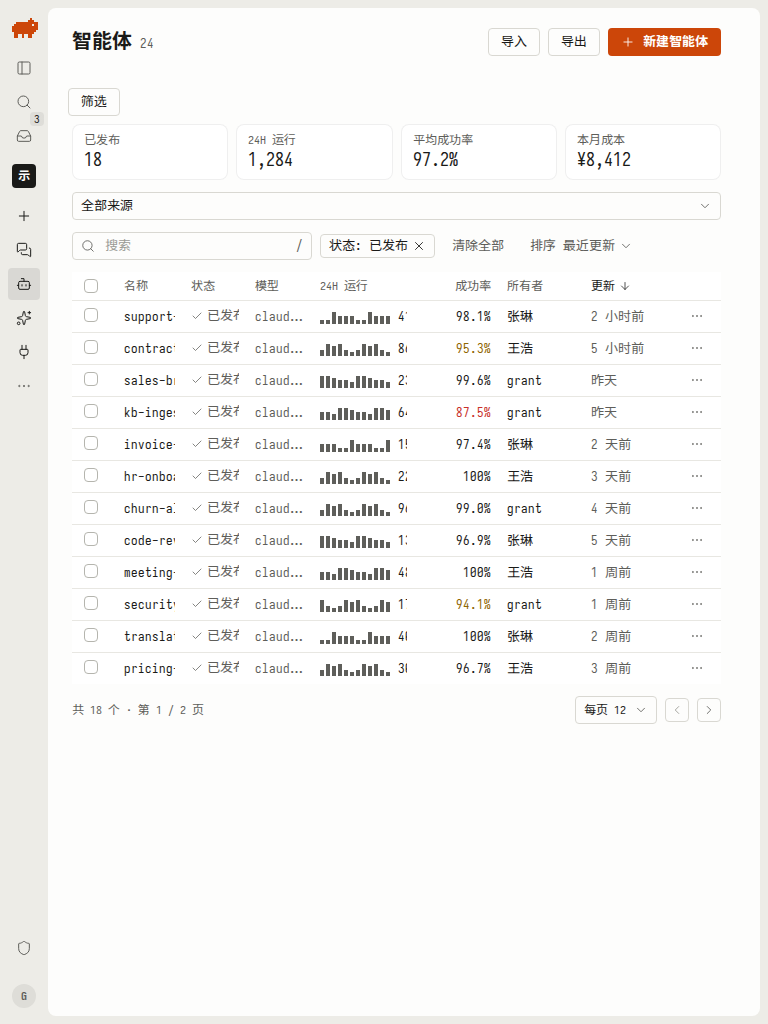 智能体 24
导入 导出 新建智能体
3
示
筛选
已发布 24H 运行 平均成功率 本月成本
18 1,284 97.2% ¥8,412
全部来源
搜索 / 状态: 已发布 清除全部 排序 最近更新
名称 状态 模型 24H 运行 成功率 所有者 更新
support- 已发布 claud... 98.1% 张琳 2 小时前
contrac 已发布 claud... 95.3% 王浩 5 小时前
sales-b 已发布 claud... 99.6% grant 昨天
kb-inges 已发布 claud... 87.5% grant 昨天
invoice- 已发布 claud... 97.4% 张琳 2 天前
hr-onbo 已发布 claud... 100% 王浩 3 天前
churn-a 已发布 claud... 99.0% grant 4 天前
code-re 已发布 claud... 96.9% 张琳 5 天前
meeting- 已发布 claud... 100% 王浩 1 周前
security 已发布 claud... 94.1% grant 1 周前
transla 已发布 claud... 100% 张琳 2 周前
pricing- 已发布 claud... 96.7% 王浩 3 周前
共 18 个 · 第 1 / 2 页 每页 12
G